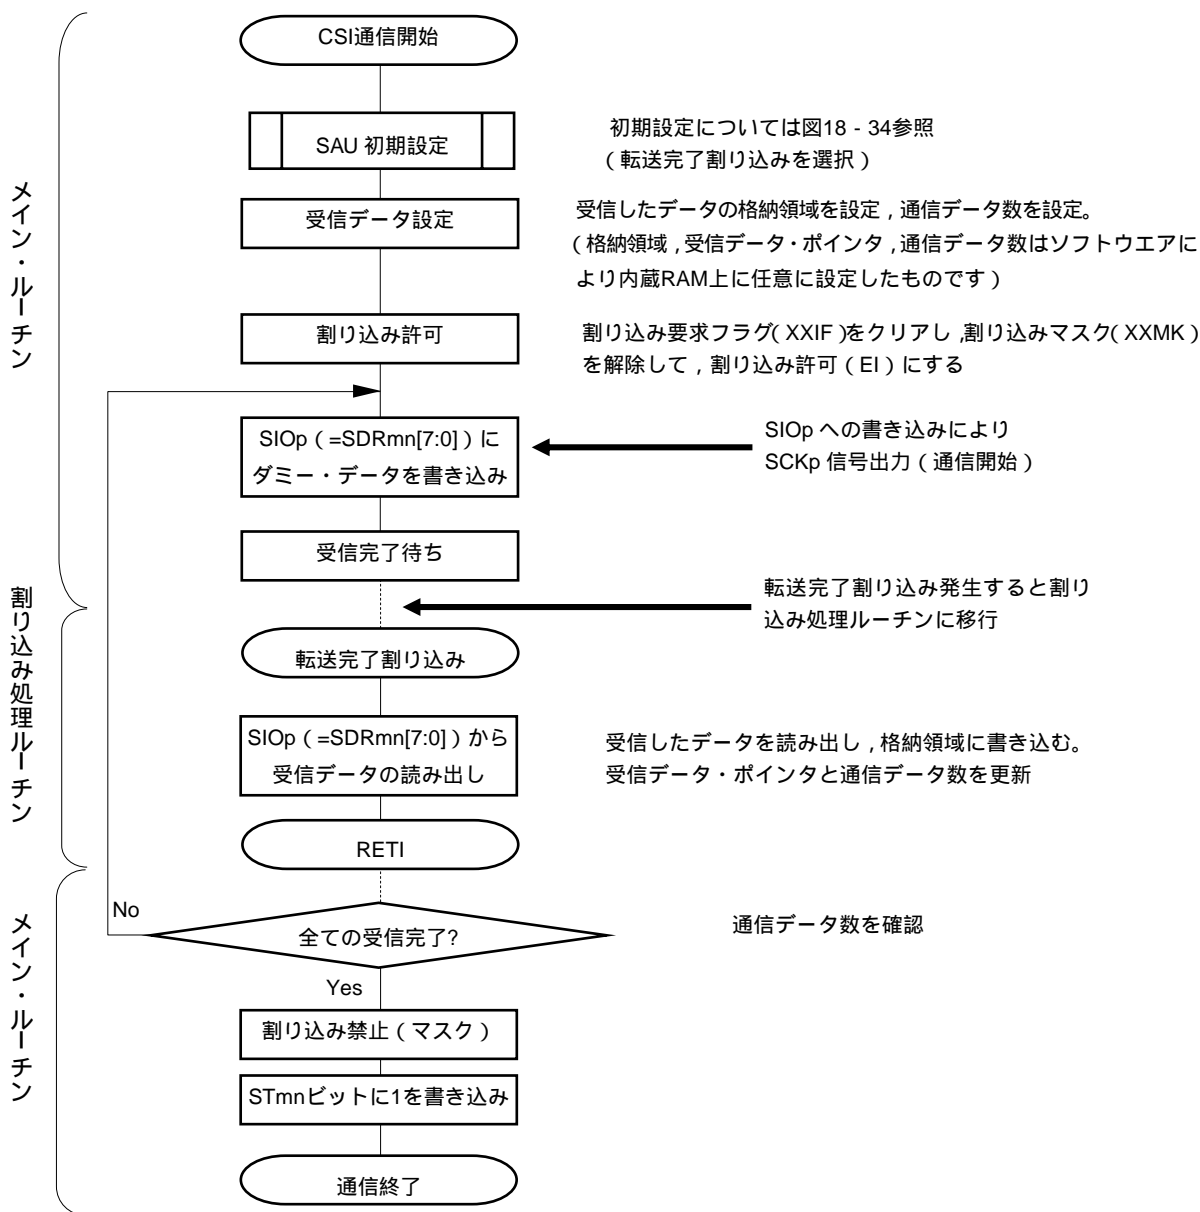 CSI通信開始
SAU 初期設定
初期設定については図18 - 34参照
（転送完了割り込みを選択）
メイン・ルーチン
受信データ設定
受信したデータの格納領域を設定，通信データ数を設定。
（格納領域，受信データ・ポインタ，通信データ数はソフトウエアに
より内蔵RAM上に任意に設定したものです）
割り込み許可
割り込み要求フラグ（XXIF）をクリアし，割り込みマスク（XXMK）
を解除して，割り込み許可（EI）にする
SIOp（=SDRmn[7:0]）に
ダミー・データを書き込み
SIOp への書き込みにより
SCKp 信号出力（通信開始）
受信完了待ち
転送完了割り込み発生すると割り
込み処理ルーチンに移行
割り込み処理ルーチン
転送完了割り込み
SIOp（=SDRmn[7:0]）から
受信データの読み出し
受信したデータを読み出し，格納領域に書き込む。
受信データ・ポインタと通信データ数を更新
RETI
メイン・ルーチン
No
全ての受信完了?
通信データ数を確認
Yes
割り込み禁止（マスク）
STmnビットに1を書き込み
通信終了